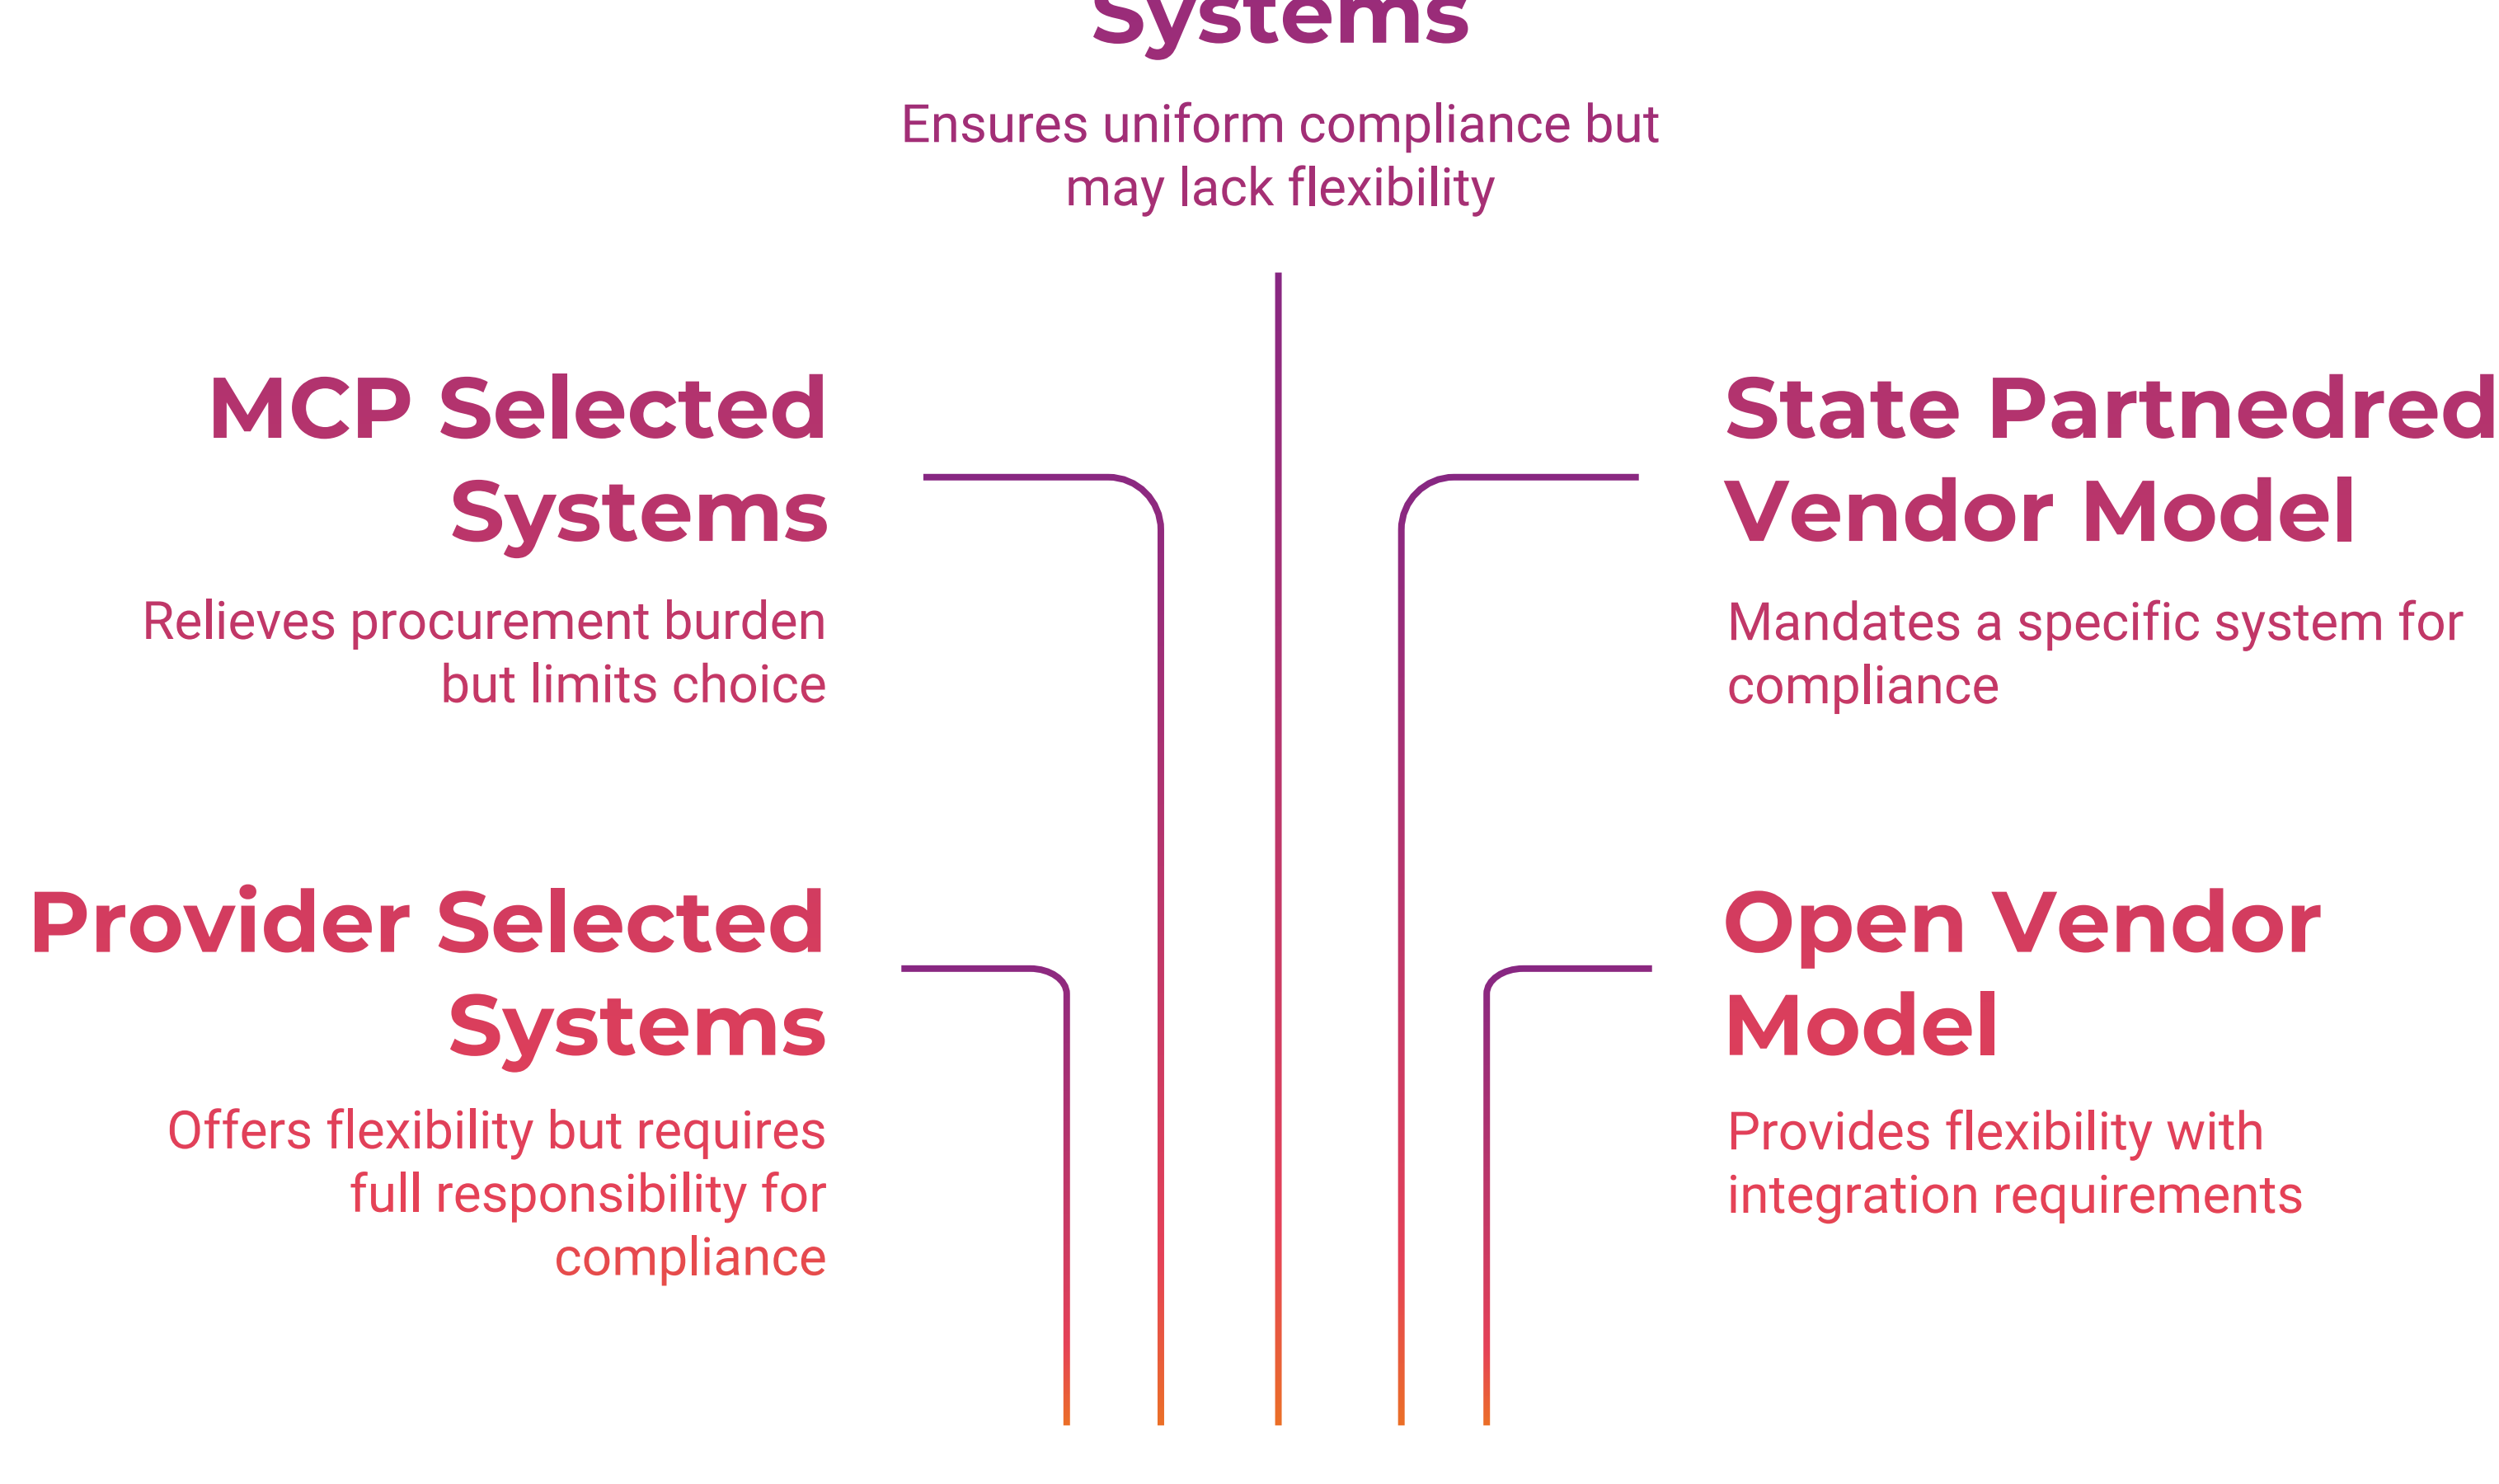 Systems
Ensures uniform compliance but
may lack flexibility
MCP Selected
Systems
Relieves procurement burden
but limits choice
State Partnedred
Vendor Model
Mandates a specific system for
compliance
Provider Selected
Systems
Offers flexibility but requires
full responsibility for
compliance
Open Vendor
Model
Provides flexibility with
integration requirements